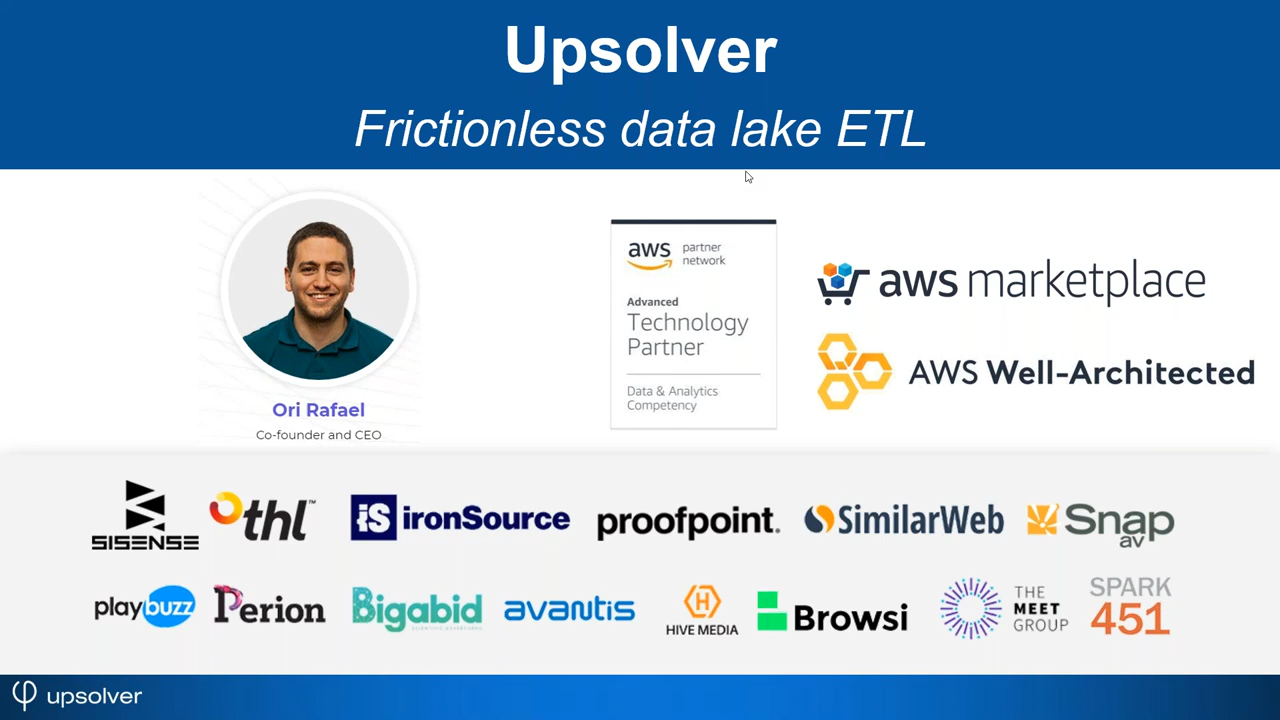 Upsolver
Frictionless data lake ETL
aws partner
network
Advanced
Technology
Partner
Data & Analytics
Competency
aws marketplace
AWS Well-Architected
Ori Rafael
Co-founder and CEO
SISENSE
thl™
iS ironSource
proofpoint.
SimilarWeb
Snap
av
playbuzz
Perion
Bigabid
avantis
HIVE MEDIA
Browsi
THE
MEET
GROUP
SPARK
451
upsolver